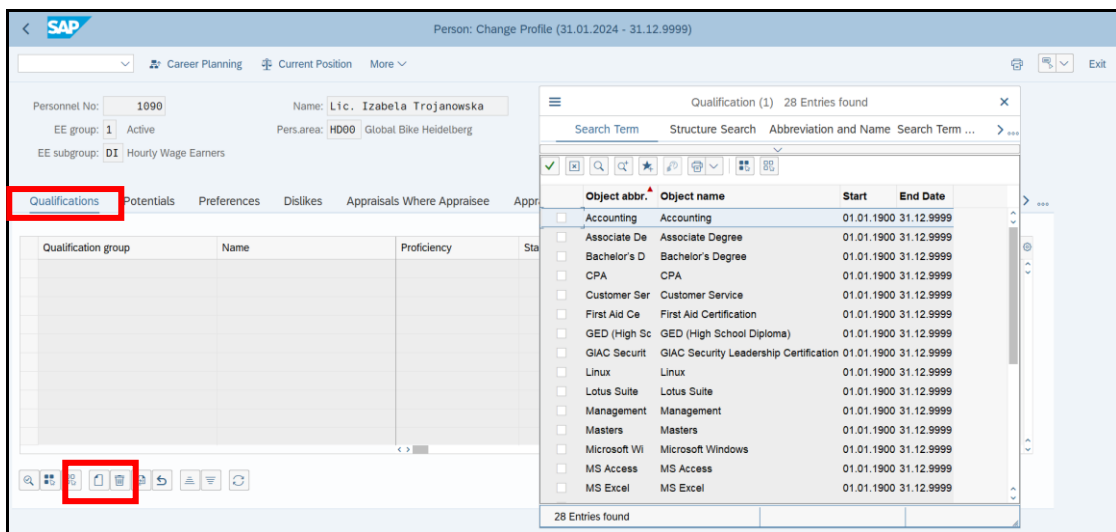 SAP
Person: Change Profile (31.01.2024 - 31.12.9999)
Career Planning Current Position More Exit
Personnel No: 1090 Name: Lic. Izabela Trojanowska
EE group: 1 Active Pers.area: HD00 Global Bike Heidelberg
EE subgroup: DI Hourly Wage Earners
Qualifications Potentials Preferences Dislikes Appraisals Where Appraisee Appra
Qualification group Name Proficiency Sta
Qualification (1) 28 Entries found
Search Term Structure Search Abbreviation and Name Search Term ...
Object abbr. Object name Start End Date
Accounting Accounting 01.01.1900 31.12.9999
Associate De Associate Degree 01.01.1900 31.12.9999
Bachelor's D Bachelor's Degree 01.01.1900 31.12.9999
CPA CPA 01.01.1900 31.12.9999
Customer Ser Customer Service 01.01.1900 31.12.9999
First Aid Ce First Aid Certification 01.01.1900 31.12.9999
GED (High Sc GED (High School Diploma) 01.01.1900 31.12.9999
GIAC Securit GIAC Security Leadership Certification 01.01.1900 31.12.9999
Linux Linux 01.01.1900 31.12.9999
Lotus Suite Lotus Suite 01.01.1900 31.12.9999
Management Management 01.01.1900 31.12.9999
Masters Masters 01.01.1900 31.12.9999
Microsoft Wi Microsoft Windows 01.01.1900 31.12.9999
MS Access MS Access 01.01.1900 31.12.9999
MS Excel MS Excel 01.01.1900 31.12.9999
28 Entries found